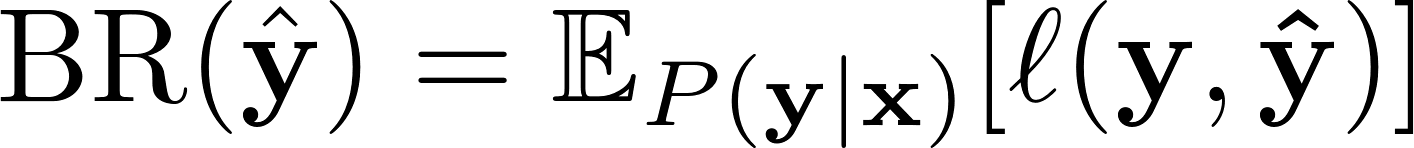 BR(ŷ) = 𝔼_{P(y|x)}[ℓ(y, ŷ)]